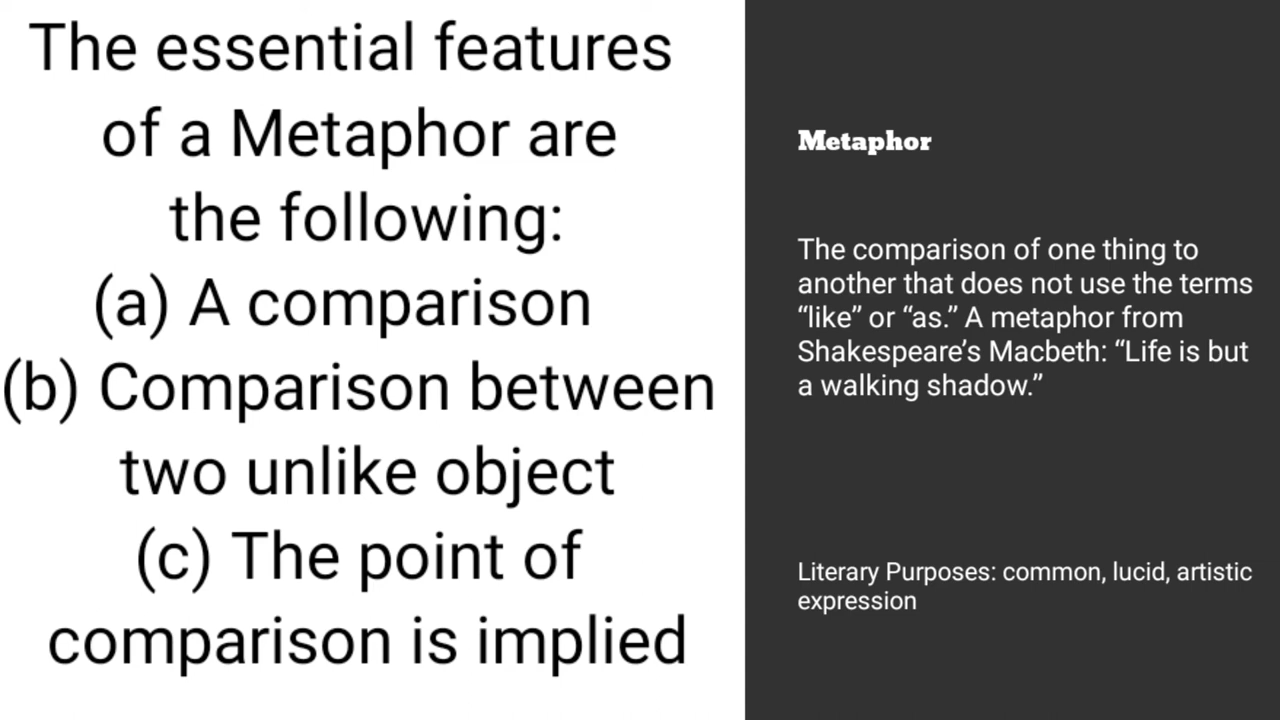 The essential features
of a Metaphor are
the following:
(a) A comparison
(b) Comparison between
two unlike object
(c) The point of
comparison is implied
Metaphor
The comparison of one thing to
another that does not use the terms
“like” or “as.” A metaphor from
Shakespeare’s Macbeth: “Life is but
a walking shadow.”
Literary Purposes: common, lucid, artistic
expression